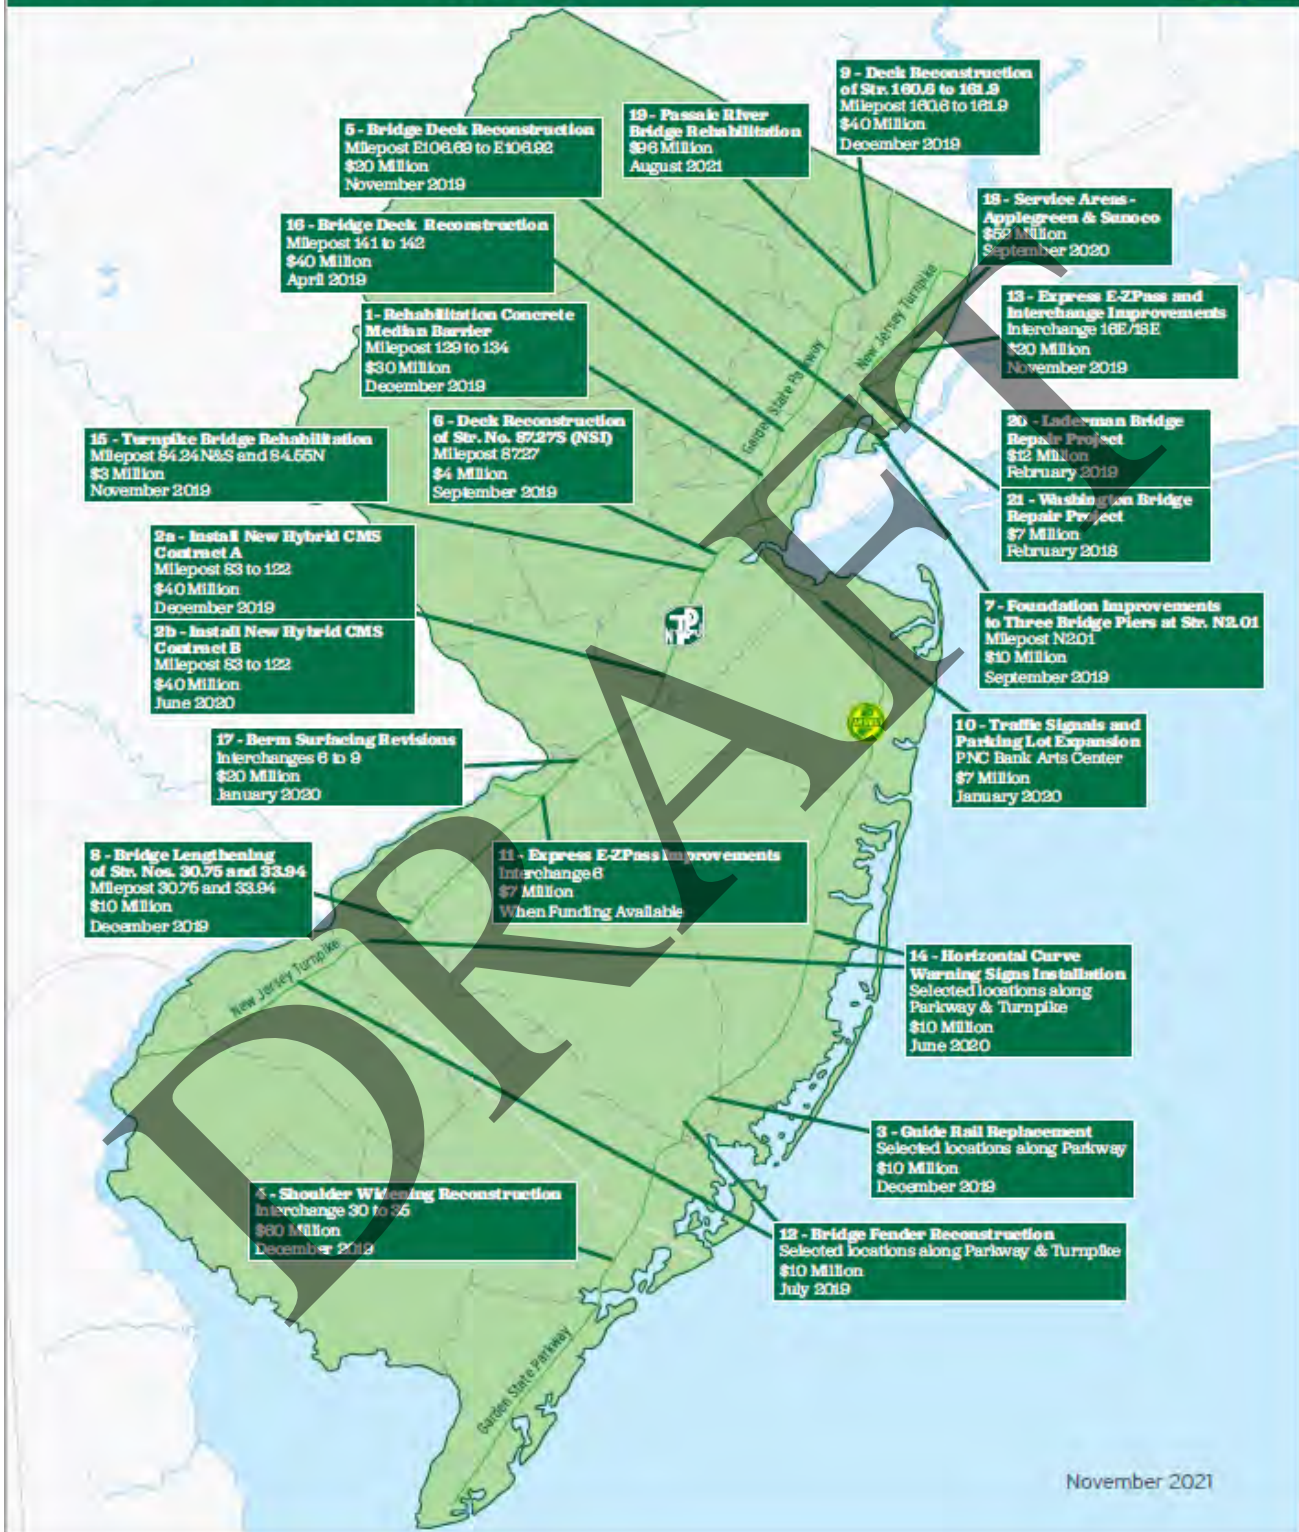 9 - Deck Reconstruction
of Str. 160.6 to 161.9
Milepost 160.6 to 161.9
$40 Million
December 2019
19 - Passaic River
Bridge Rehabilitation
$96 Million
August 2021
5 - Bridge Deck Reconstruction
Milepost E106.69 to E106.92
$20 Million
November 2019
18 - Service Areas -
Applegreen & Sunoco
Million
September 2020
16 - Bridge Deck Reconstruction
Milepost 141 to 142
$40 Million
April 2019
13 - Express E-ZPass and
Interchange Improvements
Interchange 16E/18E
$20 Million
November 2019
1 - Rehabilitation Concrete
Median Barrier
Milepost 129 to 134
$30 Million
December 2019
New Jersey Turnpike
Garden State Parkway
6 - Deck Reconstruction
of Str. No. 87.27S (NSI)
Milepost 87.27
$4 Million
September 2019
20 - Laderman Bridge
Repair Project
$12 Million
February 2019
15 - Turnpike Bridge Rehabilitation
Milepost 84.24N&S and 84.55N
$3 Million
November 2019
21 - Washington Bridge
Repair Project
$7 Million
February 2018
2a - Install New Hybrid CMS
Contract A
Milepost 83 to 122
$40 Million
December 2019
2b - Install New Hybrid CMS
Contract B
Milepost 83 to 122
$40 Million
June 2020
7 - Foundation Improvements
to Three Bridge Piers at Str. N2.01
Milepost N2.01
$10 Million
September 2019
10 - Traffic Signals and
Parking Lot Expansion
PNC Bank Arts Center
$7 Million
January 2020
17 - Berm Surfacing Revisions
Interchanges 6 to 9
$20 Million
January 2020
8 - Bridge Lengthening
of Str. Nos. 30.75 and 33.94
Milepost 30.75 and 33.94
$10 Million
December 2019
11 - Express E-ZPass Improvements
Interchange 6
$7 Million
When Funding Available
New Jersey Turnpike
14 - Horizontal Curve
Warning Signs Installation
Selected locations along
Parkway & Turnpike
$10 Million
June 2020
3 - Guide Rail Replacement
Selected locations along Parkway
$10 Million
December 2019
4 - Shoulder Widening Reconstruction
Interchange 30 to 35
$60 Million
December 2019
12 - Bridge Fender Reconstruction
Selected locations along Parkway & Turnpike
$10 Million
July 2019
Garden State Parkway
November 2021
DRAFT